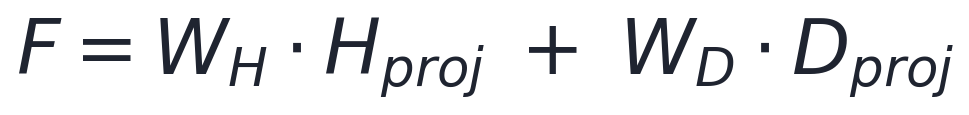 F = W_H · H_proj + W_D · D_proj